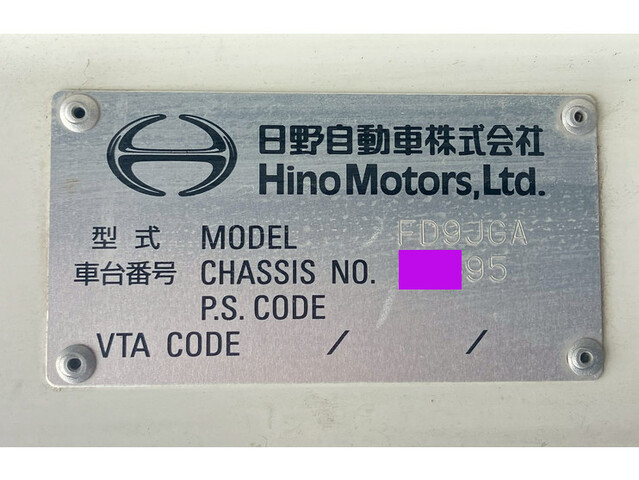 日野自動車株式会社
Hino Motors, Ltd.
型式 MODEL FD9JGA
車台番号 CHASSIS NO. 95
P.S. CODE
VTA CODE / /